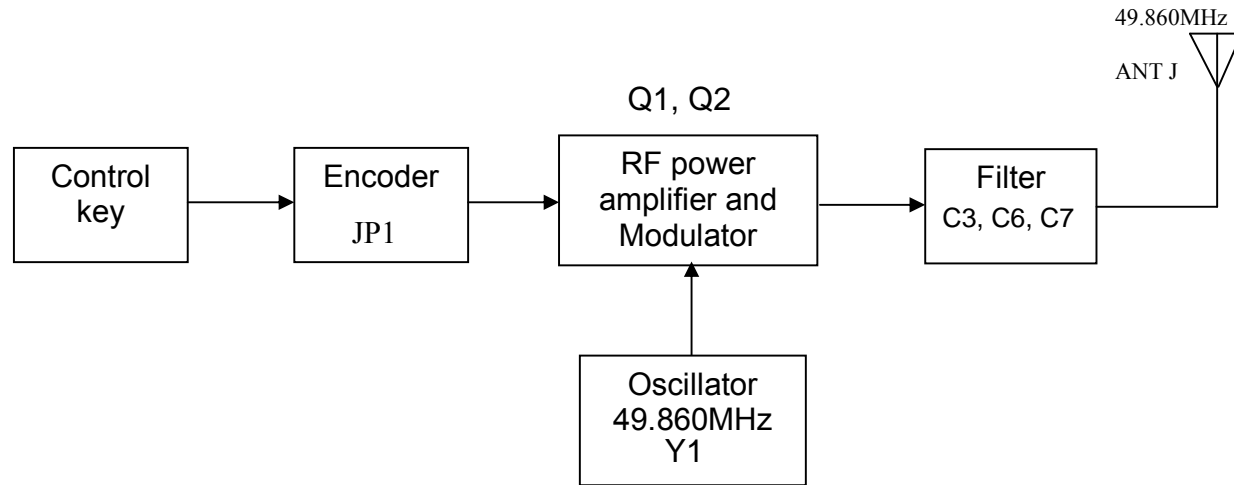 49.860MHz
ANT J
Q1, Q2
Control
key
Encoder
JP1
RF power
amplifier and
Modulator
Filter
C3, C6, C7
Oscillator
49.860MHz
Y1